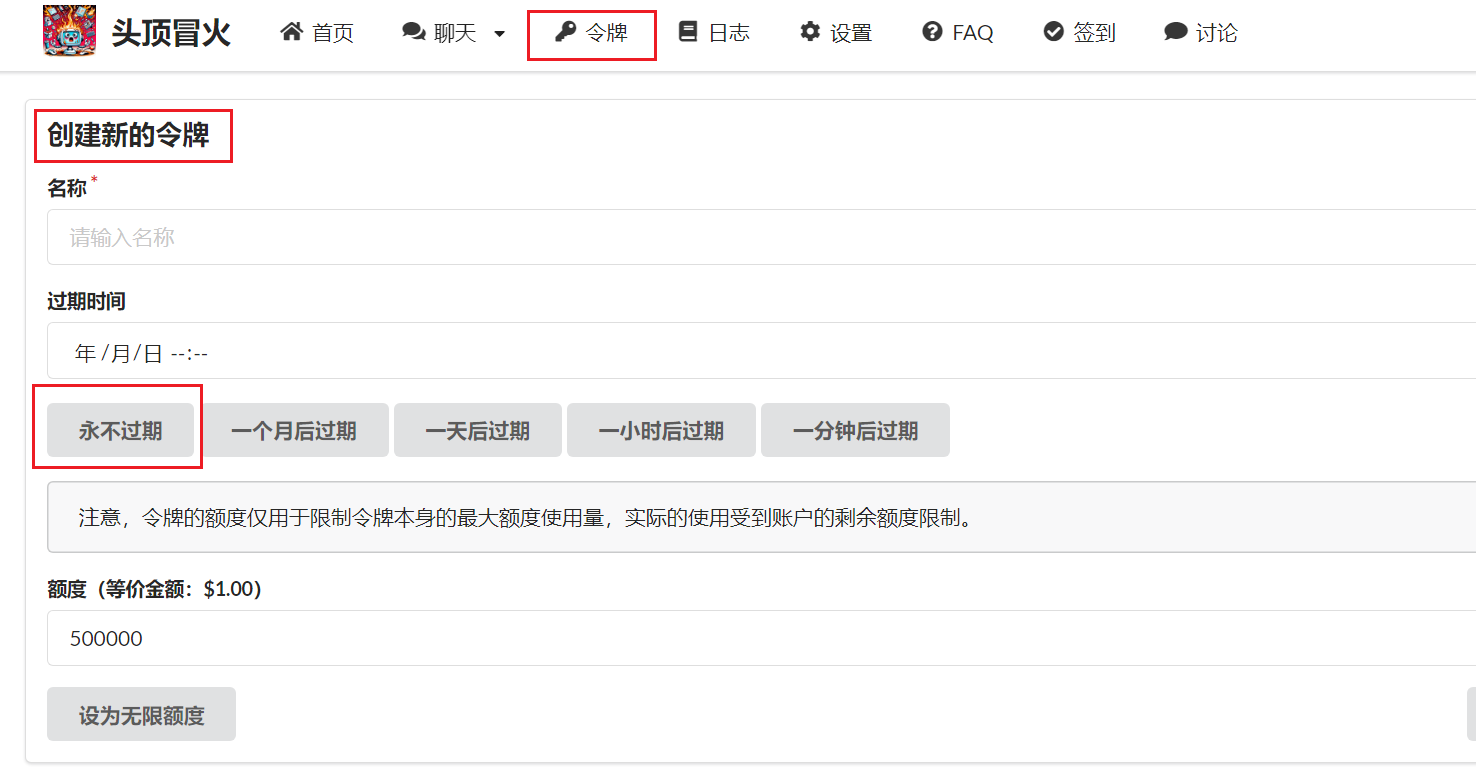 头顶冒火 首页 聊天 令牌 日志 设置 FAQ 签到 讨论
创建新的令牌
名称*
请输入名称
过期时间
年/月/日 --:--
永不过期 一个月后过期 一天后过期 一小时后过期 一分钟后过期
注意，令牌的额度仅用于限制令牌本身的最大额度使用量，实际的使用受到账户的剩余额度限制。
额度（等价金额：$1.00）
500000
设为无限额度